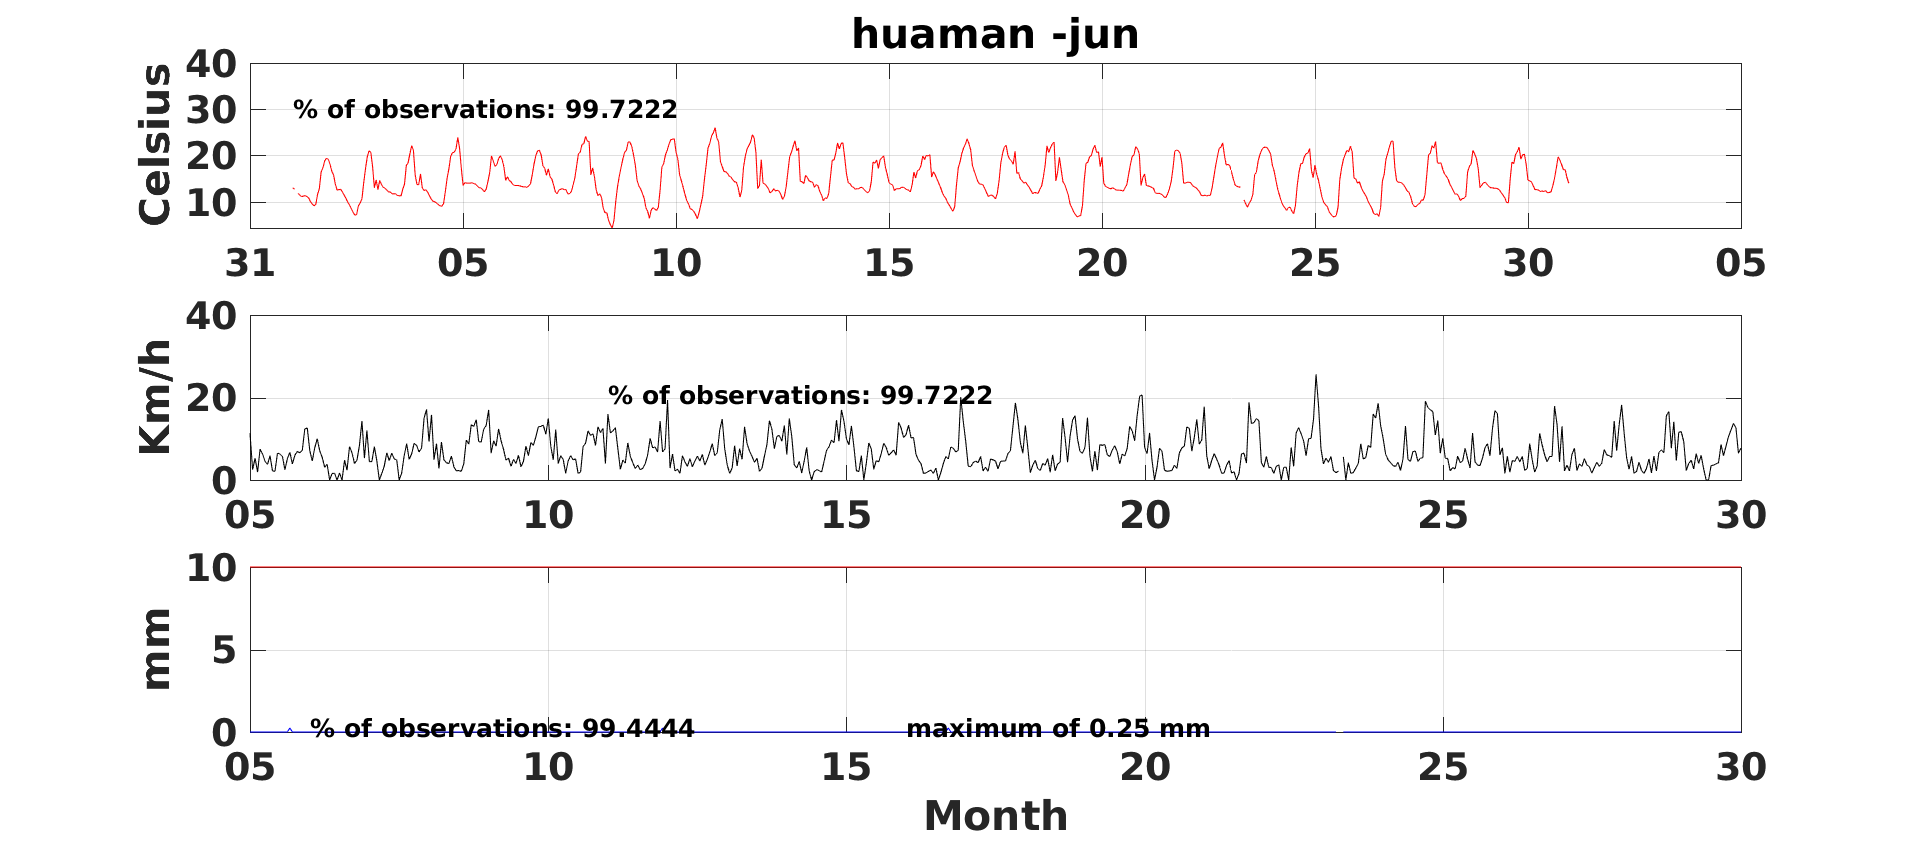 huaman -jun
Celsius
40
30
20
10
% of observations: 99.7222
31 05 10 15 20 25 30 05
Km/h
40
20
0
% of observations: 99.7222
05 10 15 20 25 30
mm
10
5
0
% of observations: 99.4444 maximum of 0.25 mm
05 10 15 20 25 30
Month